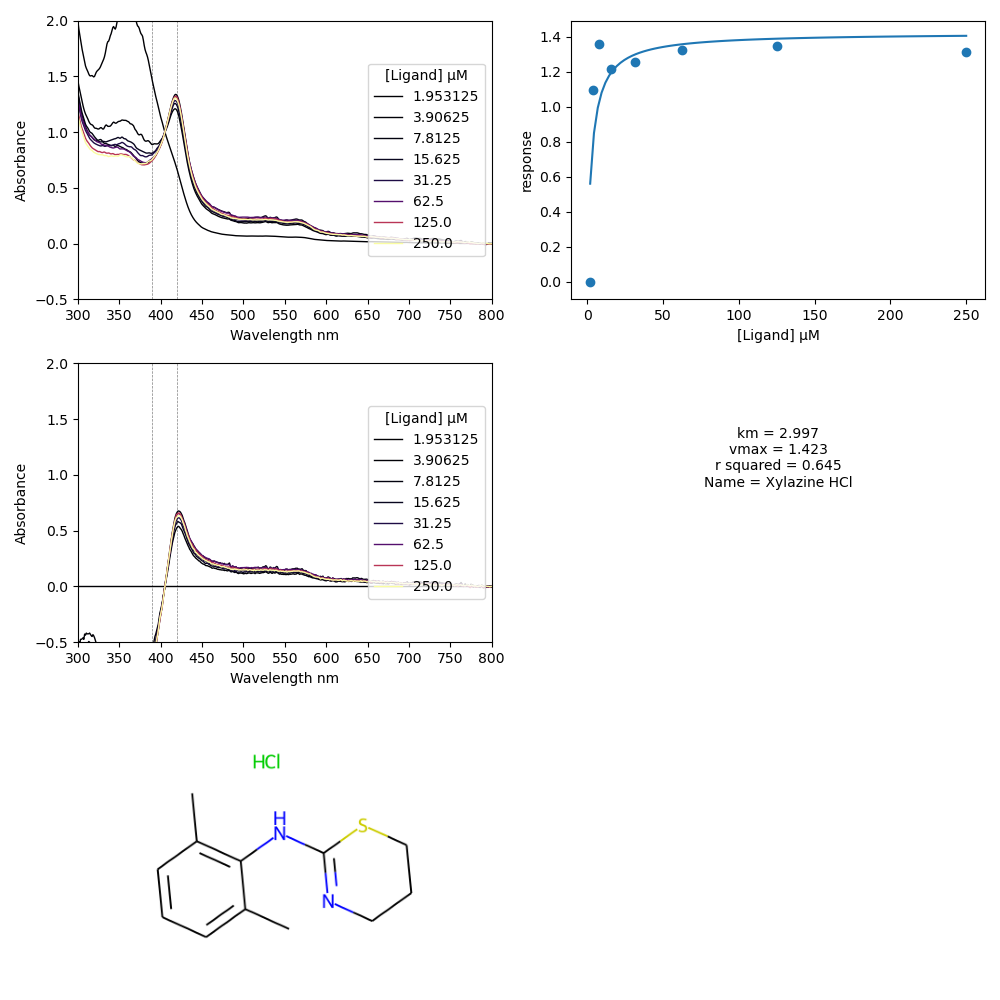 2.0
1.5
1.0
0.5
0.0
−0.5
Absorbance
300 350 400 450 500 550 600 650 700 750 800
Wavelength nm
[Ligand] μM
1.953125
3.90625
7.8125
15.625
31.25
62.5
125.0
250.0
1.4
1.2
1.0
0.8
0.6
0.4
0.2
0.0
response
0 50 100 150 200 250
[Ligand] μM
2.0
1.5
1.0
0.5
0.0
−0.5
Absorbance
300 350 400 450 500 550 600 650 700 750 800
Wavelength nm
[Ligand] μM
1.953125
3.90625
7.8125
15.625
31.25
62.5
125.0
250.0
km = 2.997
vmax = 1.423
r squared = 0.645
Name = Xylazine HCl
HCl
H
N
S
N